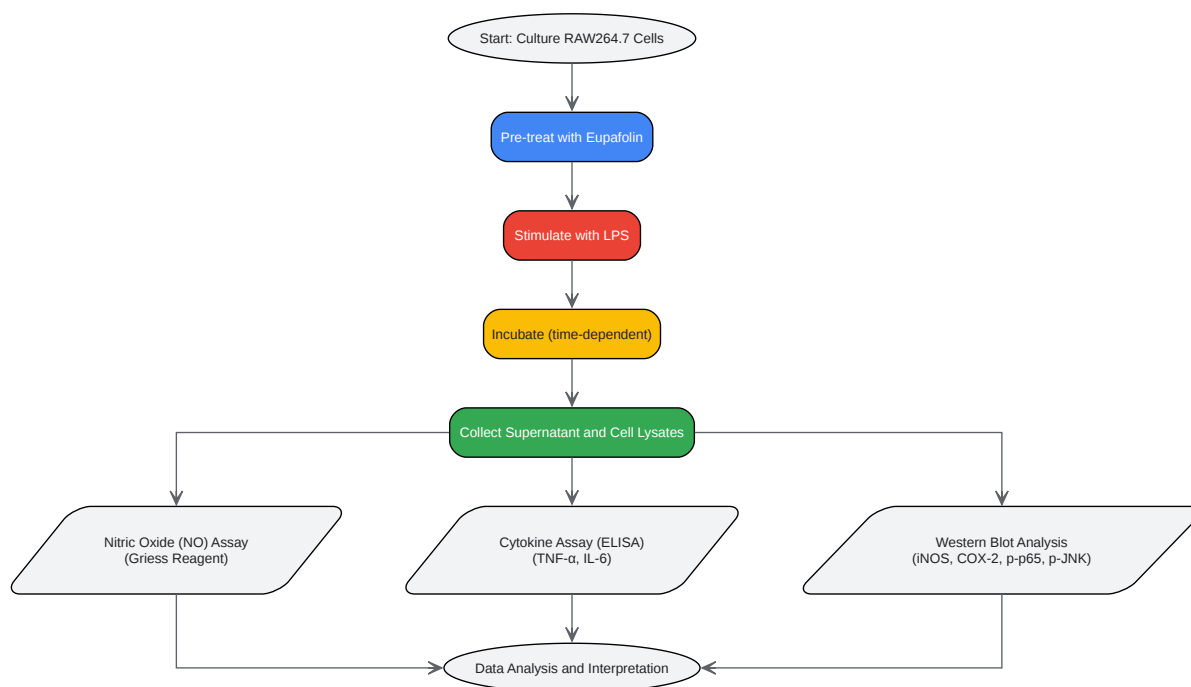 Start: Culture RAW264.7 Cells
Pre-treat with Eupafolin
Stimulate with LPS
Incubate (time-dependent)
Collect Supernatant and Cell Lysates
Nitric Oxide (NO) Assay
(Griess Reagent)
Cytokine Assay (ELISA)
(TNF-α, IL-6)
Western Blot Analysis
(iNOS, COX-2, p-p65, p-JNK)
Data Analysis and Interpretation